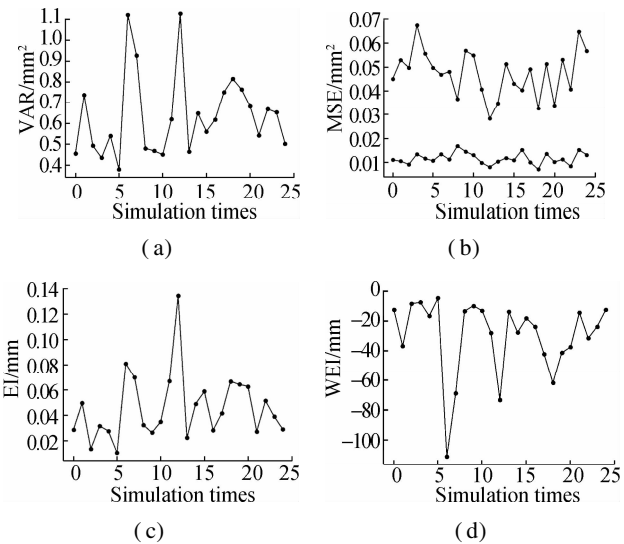 VAR/mm²
1.1
1.0
0.9
0.8
0.7
0.6
0.5
0.4
0 5 10 15 20 25
Simulation times
(a)
MSE/mm²
0.07
0.06
0.05
0.04
0.03
0.02
0.01
0 5 10 15 20 25
Simulation times
(b)
EI/mm
0.14
0.12
0.10
0.08
0.06
0.04
0.02
0 5 10 15 20 25
Simulation times
(c)
WEI/mm
0
−20
−40
−60
−80
−100
0 5 10 15 20 25
Simulation times
(d)